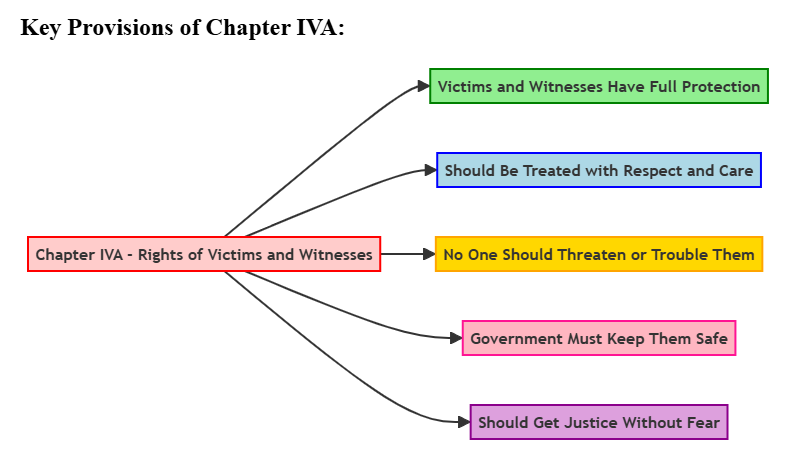 Key Provisions of Chapter IVA:
Victims and Witnesses Have Full Protection
Should Be Treated with Respect and Care
Chapter IVA - Rights of Victims and Witnesses
No One Should Threaten or Trouble Them
Government Must Keep Them Safe
Should Get Justice Without Fear